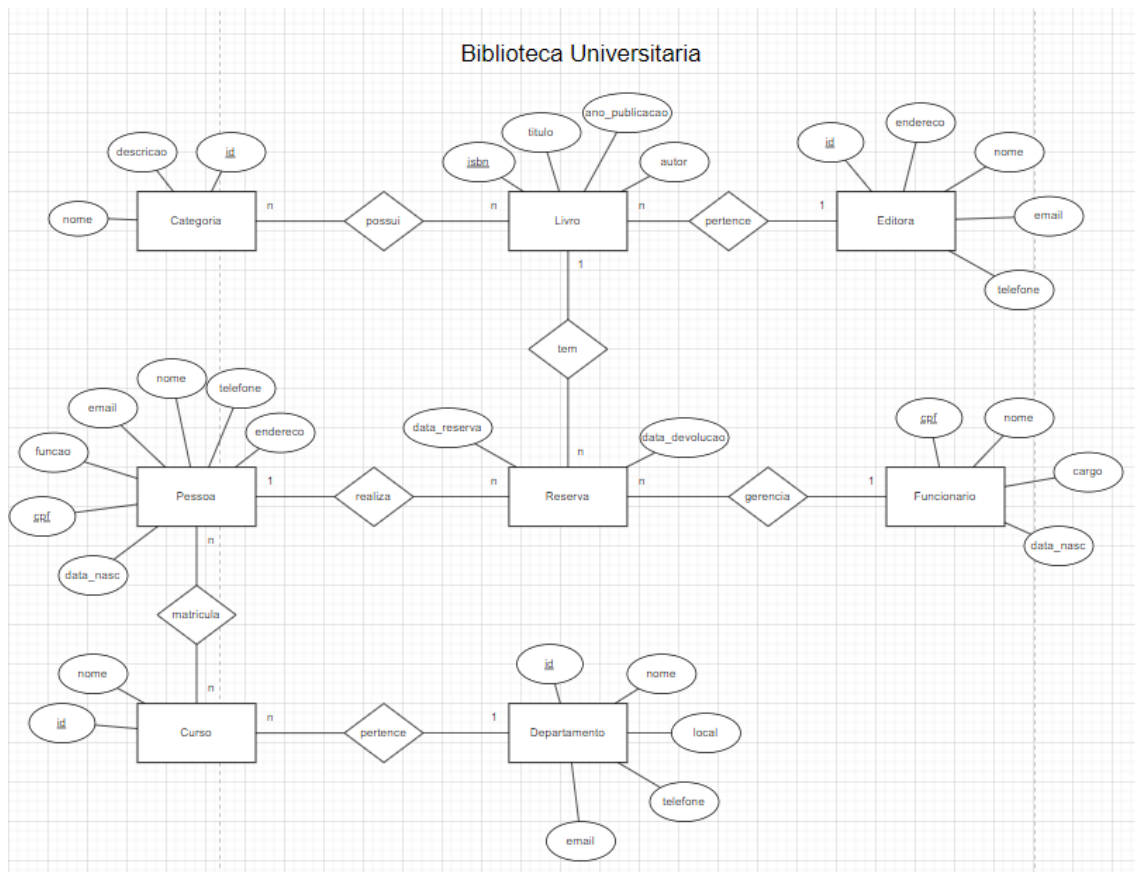 Biblioteca Universitaria
ano_publicacao
titulo
endereco
descricao
id
isbn
autor
id
nome
nome
Categoria
n
possui
n
Livro
n
pertence
1
Editora
email
1
telefone
tem
nome
telefone
email
data_reserva
endereco
data_devolucao
cpf
nome
funcao
n
cargo
Pessoa
1
realiza
n
Reserva
n
gerencia
1
Funcionario
cpf
n
data_nasc
data_nasc
matricula
nome
n
id
nome
id
Curso
n
pertence
1
Departamento
local
telefone
email